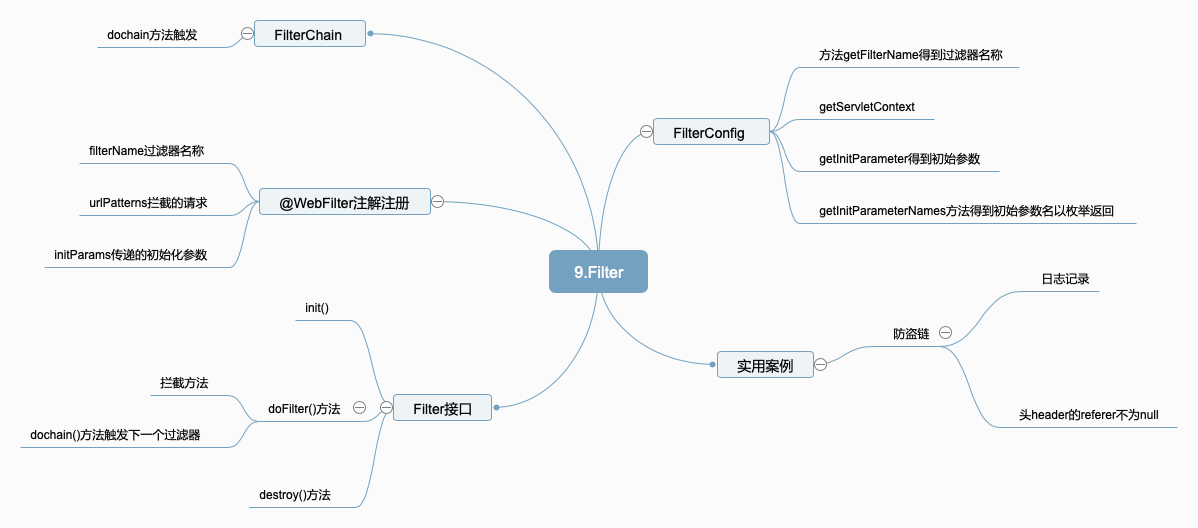 9.Filter
FilterChain
dochain方法触发
@WebFilter注解注册
filterName过滤器名称
urlPatterns拦截的请求
initParams传递的初始化参数
Filter接口
init()
doFilter()方法
拦截方法
dochain()方法触发下一个过滤器
destroy()方法
FilterConfig
方法getFilterName得到过滤器名称
getServletContext
getInitParameter得到初始参数
getInitParameterNames方法得到初始参数名以枚举返回
实用案例
防盗链
日志记录
头header的referer不为null